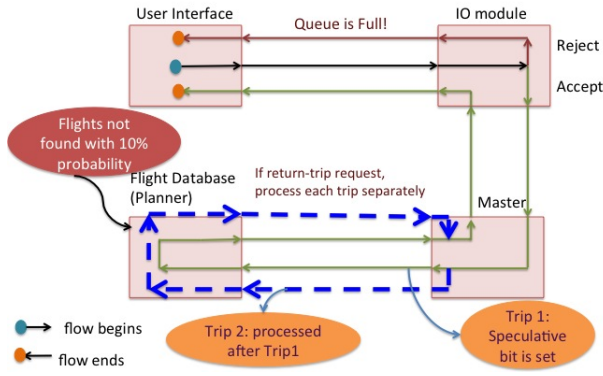 User Interface
IO module
Queue is Full!
Reject
Accept
Flights not
found with 10%
probability
Flight Database
(Planner)
If return-trip request,
process each trip separately
Master
flow begins
flow ends
Trip 2: processed
after Trip1
Trip 1:
Speculative
bit is set